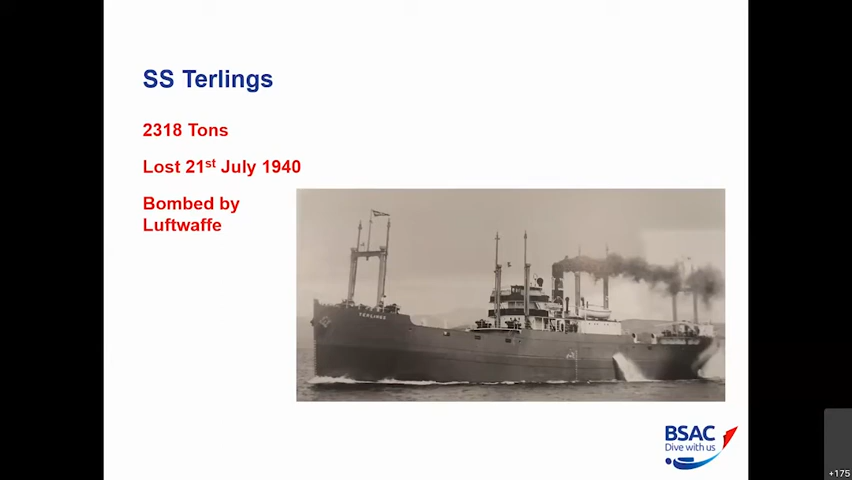 SS Terlings
2318 Tons
Lost 21st July 1940
Bombed by
Luftwaffe
TERLINGS
BSAC
Dive with us
+175